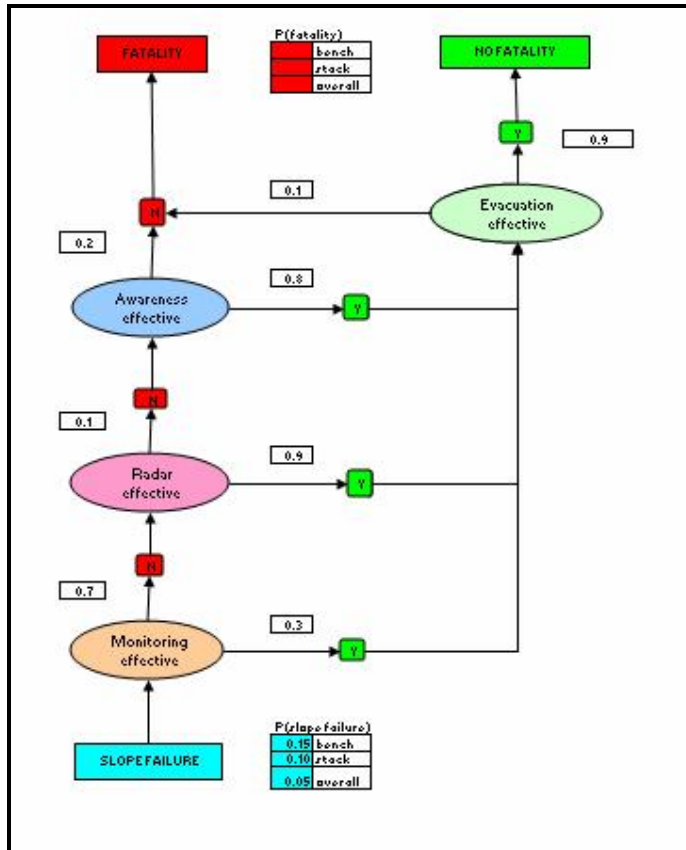 FATALITY
P(fatality)
bench
stack
overall
NO FATALITY
Y
0.9
0.1
N
Evacuation
effective
0.2
0.8
Awareness
effective
Y
N
0.1
0.9
Radar
effective
Y
N
0.7
0.3
Monitoring
effective
Y
P(slope failure)
0.15 bench
0.10 stack
0.05 overall
SLOPE FAILURE